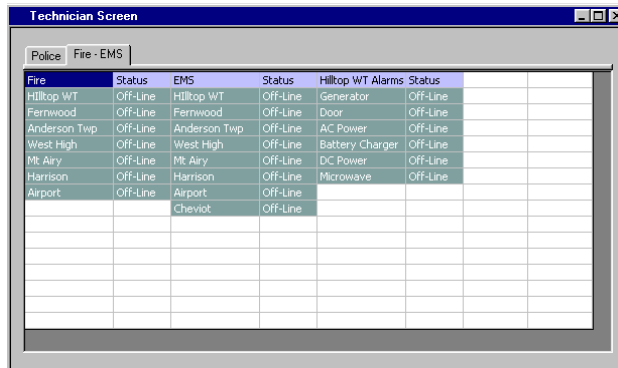 Technician Screen
Police Fire - EMS
Fire Status EMS Status Hilltop WT Alarms Status
HIlltop WT Off-Line HIlltop WT Off-Line Generator Off-Line
Fernwood Off-Line Fernwood Off-Line Door Off-Line
Anderson Twp Off-Line Anderson Twp Off-Line AC Power Off-Line
West High Off-Line West High Off-Line Battery Charger Off-Line
Mt Airy Off-Line Mt Airy Off-Line DC Power Off-Line
Harrison Off-Line Harrison Off-Line Microwave Off-Line
Airport Off-Line Airport Off-Line
Cheviot Off-Line